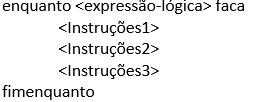 enquanto <expressão-lógica> faca
<Instruções1>
<Instruções2>
<Instruções3>
fimenquanto